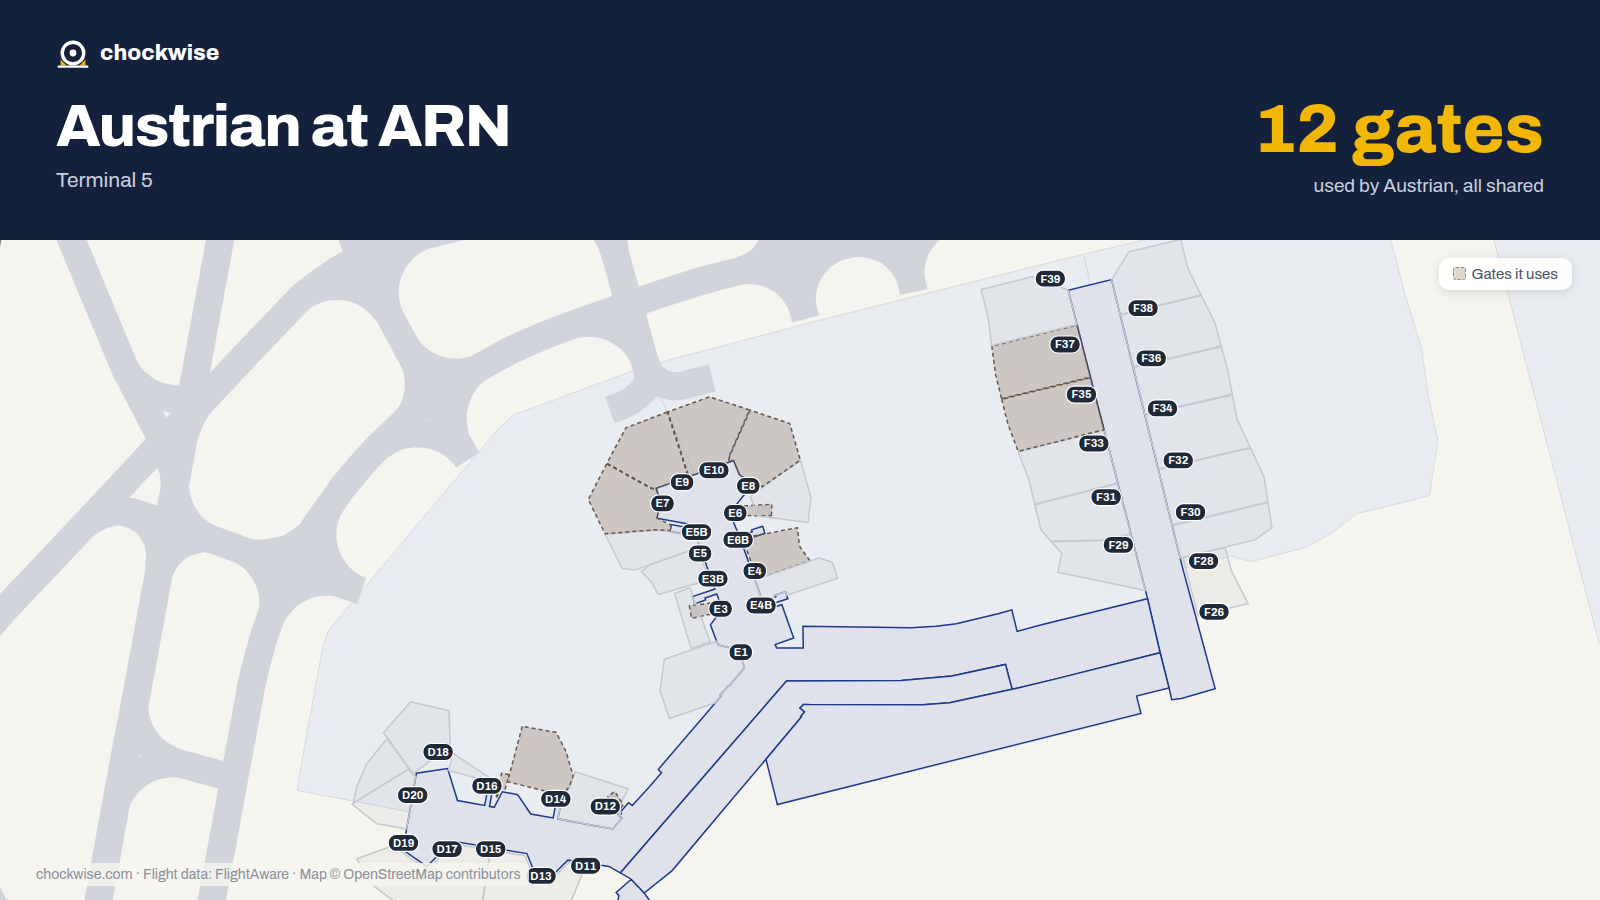 chockwise
Austrian at ARN
Terminal 5
12 gates
used by Austrian, all shared
Gates it uses
F39
F38
F37
F36
F35
F34
F33
F32
F31
F30
F29
F28
F26
E10
E9
E8
E7
E6
E5B
E6B
E5
E4
E3B
E4B
E3
E1
D18
D16
D20
D14
D12
D19
D17
D15
D11
D13
chockwise.com · Flight data: FlightAware · Map © OpenStreetMap contributors